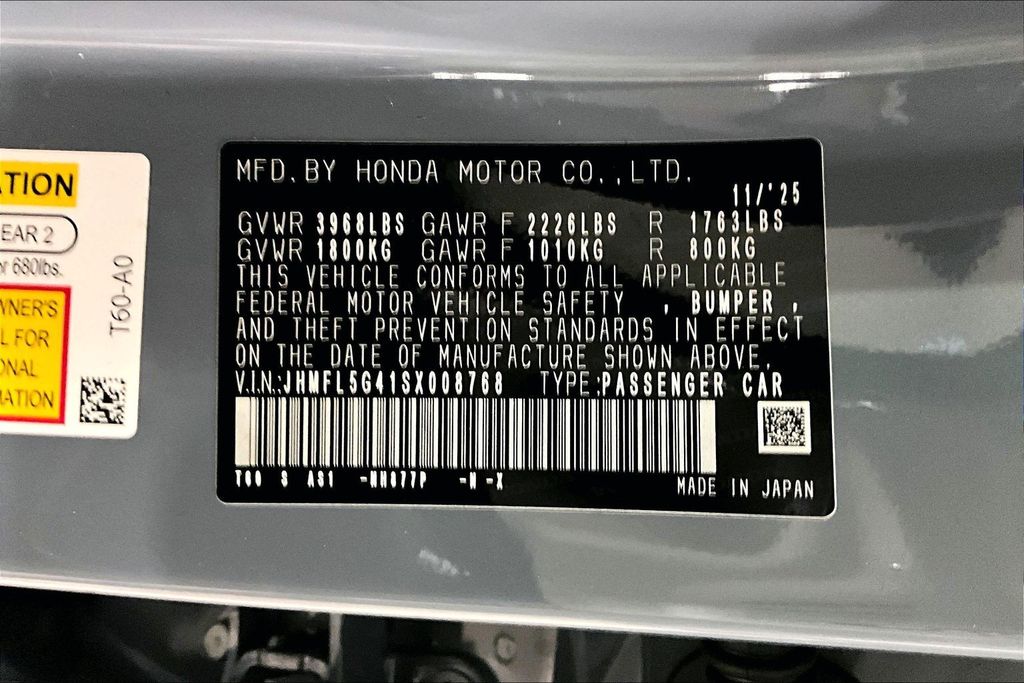 ATION
EAR 2
or 680lbs.
WNER'S
L FOR
ONAL
MATION
T60-A0
MFD. BY HONDA MOTOR CO., LTD.
11/'25
GVWR 3968LBS GAWR F 2226LBS R 1763LBS
GVWR 1800KG GAWR F 1010KG R 800KG
THIS VEHICLE CONFORMS TO ALL APPLICABLE
FEDERAL MOTOR VEHICLE SAFETY , BUMPER ,
AND THEFT PREVENTION STANDARDS IN EFFECT
ON THE DATE OF MANUFACTURE SHOWN ABOVE.
V.I.N.:JHMFL5G41SX008768 TYPE:PASSENGER CAR
T60 S AS1 -NH877P -N -X
MADE IN JAPAN